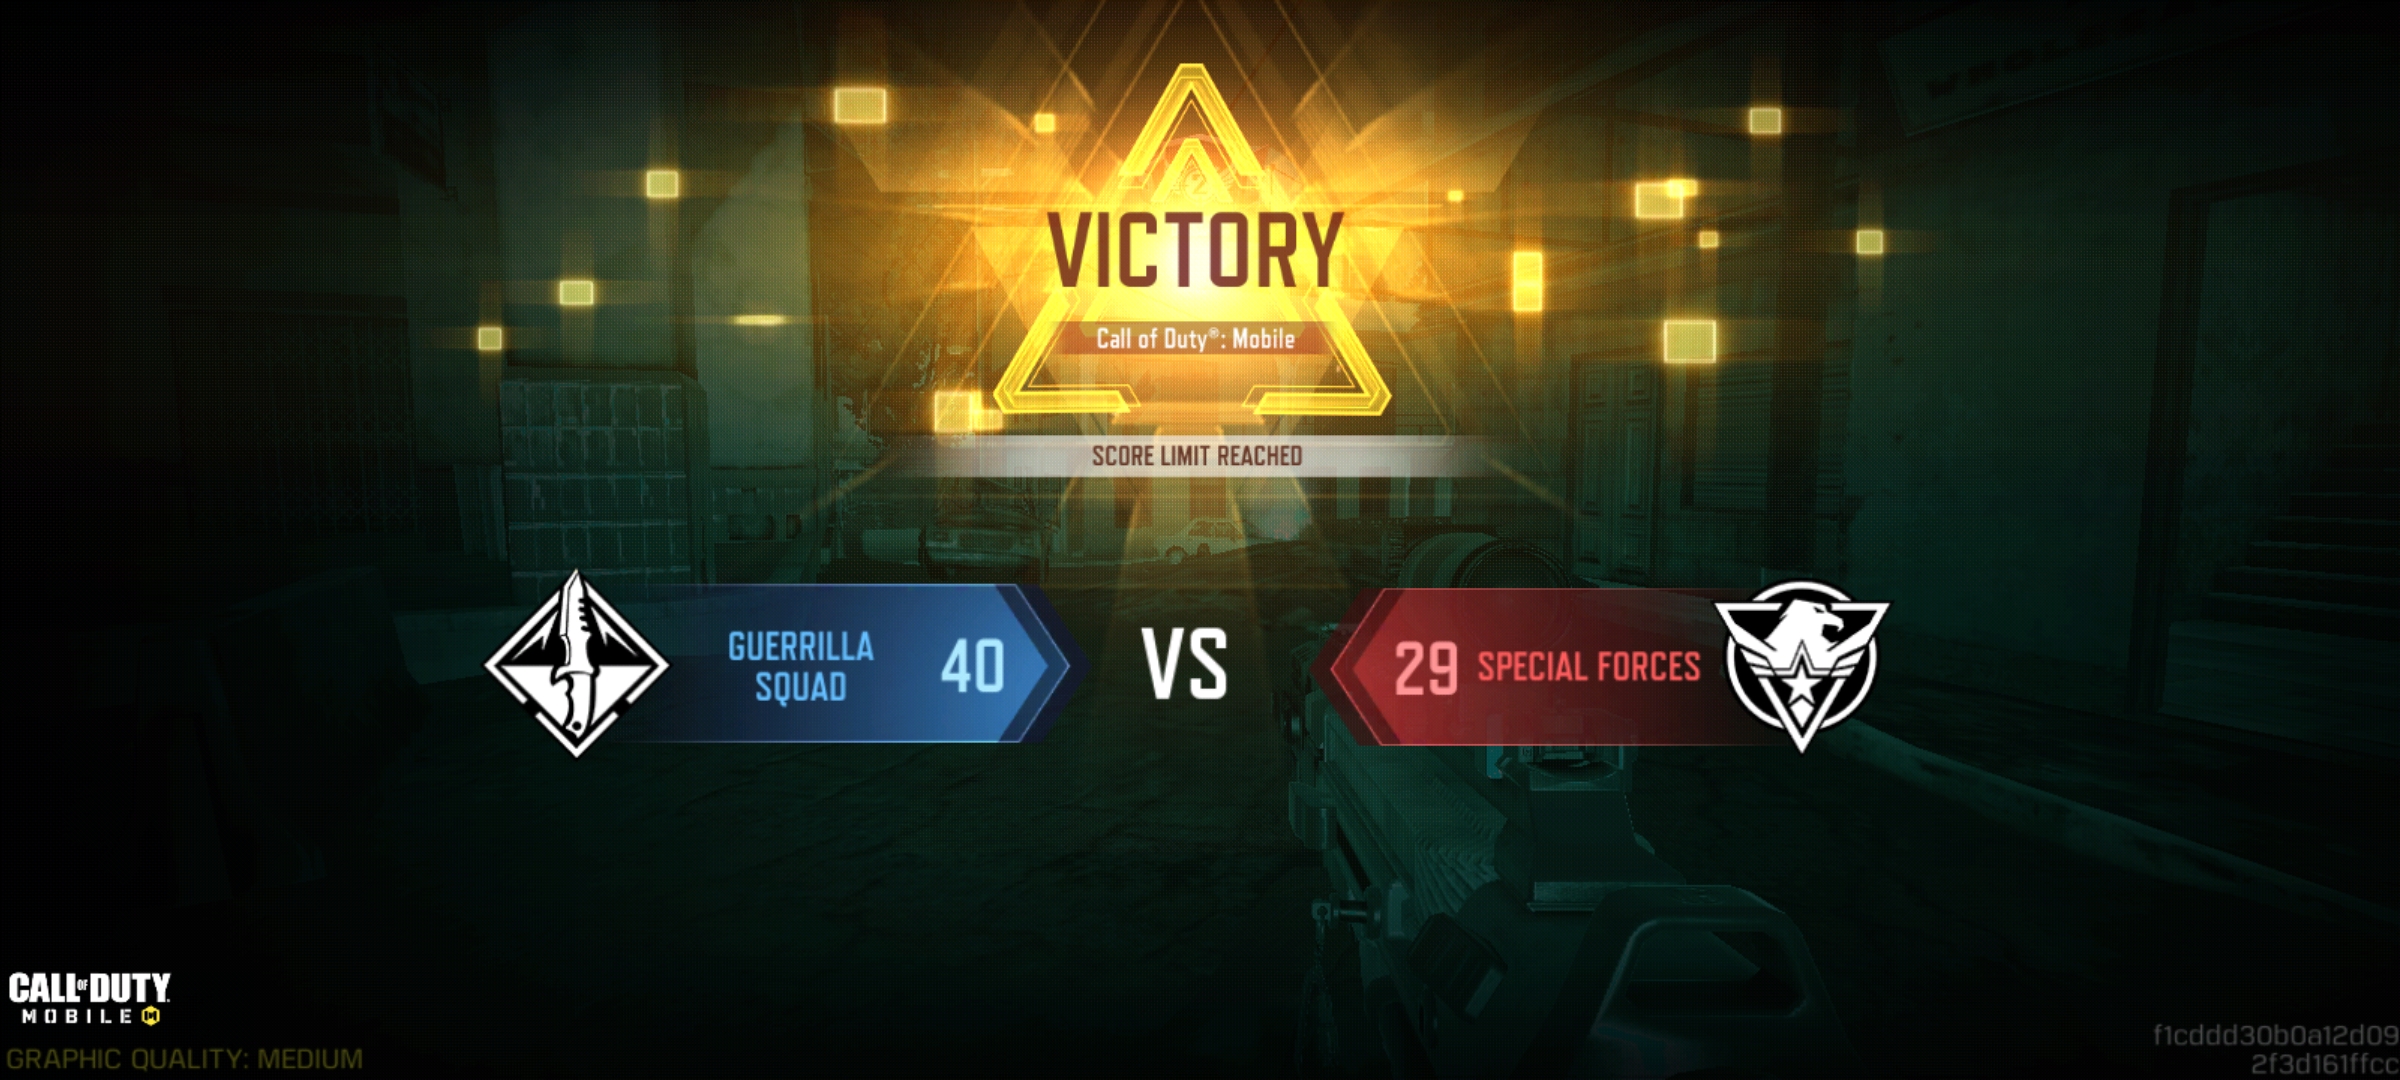 VICTORY
Call of Duty®: Mobile
SCORE LIMIT REACHED
GUERRILLA
SQUAD
40
VS
29
SPECIAL FORCES
CALL OF DUTY
MOBILE
GRAPHIC QUALITY: MEDIUM
f1cddd30b0a12d09
2f3d161ffcc